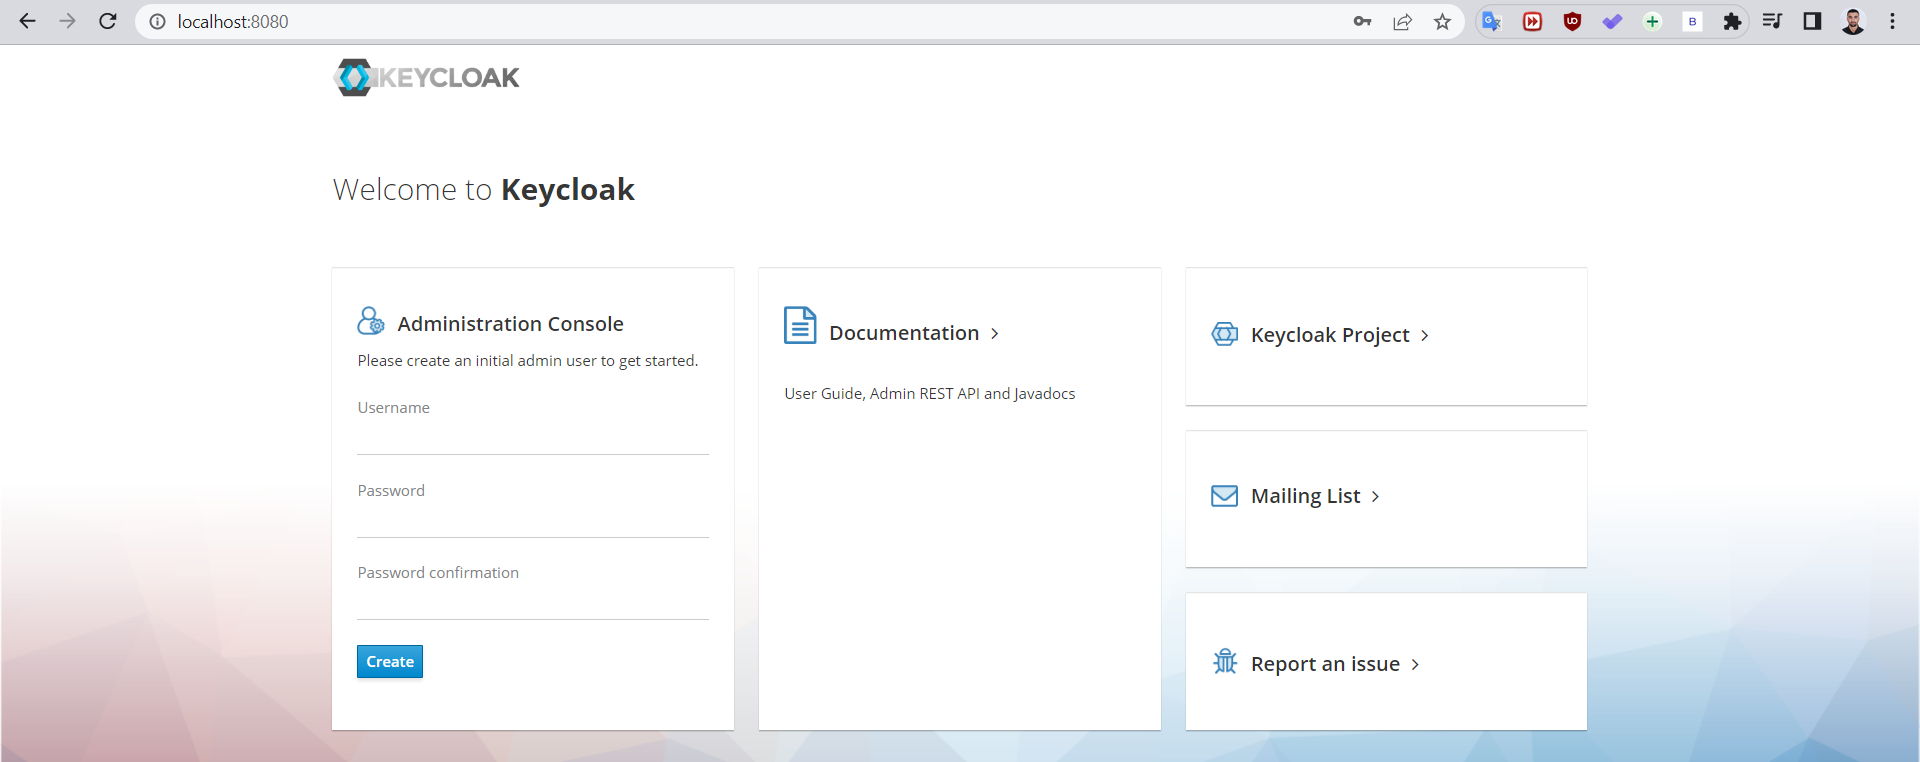 localhost:8080
KEYCLOAK
Welcome to Keycloak
Administration Console
Please create an initial admin user to get started.
Username
Password
Password confirmation
Create
Documentation >
User Guide, Admin REST API and Javadocs
Keycloak Project >
Mailing List >
Report an issue >